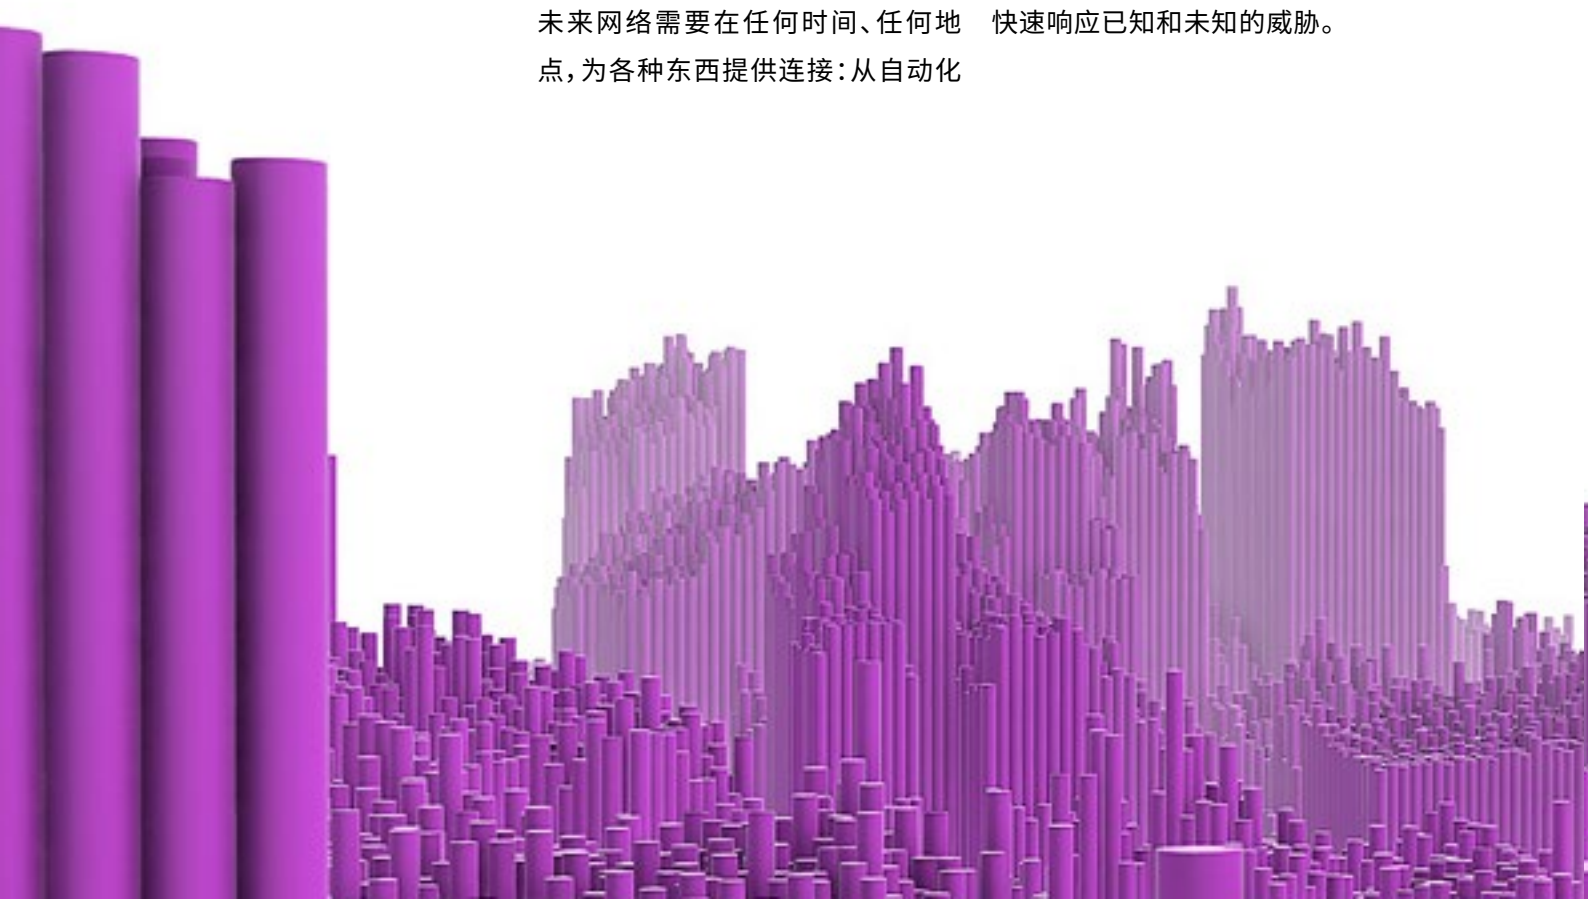 未来网络需要在任何时间、任何地
点，为各种东西提供连接：从自动化
快速响应已知和未知的威胁。